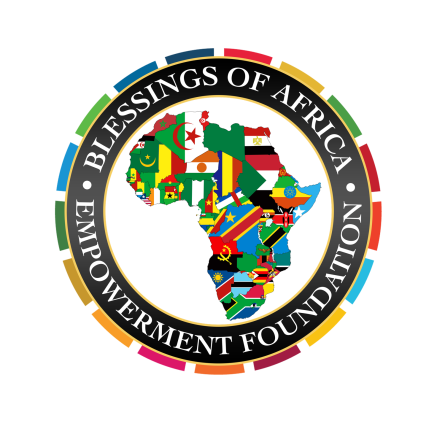 BLESSINGS OF AFRICA
EMPOWERMENT FOUNDATION